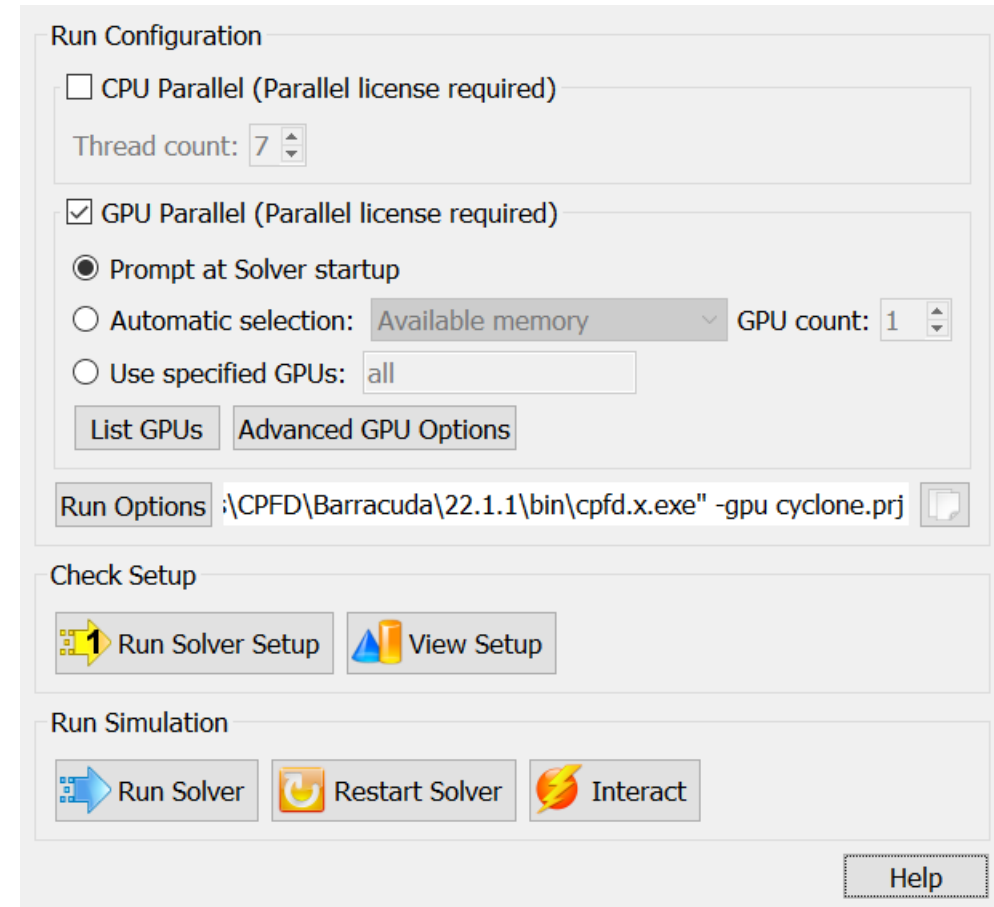 Run Configuration
CPU Parallel (Parallel license required)
Thread count: 7
GPU Parallel (Parallel license required)
Prompt at Solver startup
Automatic selection: Available memory GPU count: 1
Use specified GPUs: all
List GPUs Advanced GPU Options
Run Options \CPFD\Barracuda\22.1.1\bin\cpfd.x.exe" -gpu cyclone.prj
Check Setup
1 Run Solver Setup View Setup
Run Simulation
Run Solver Restart Solver Interact
Help